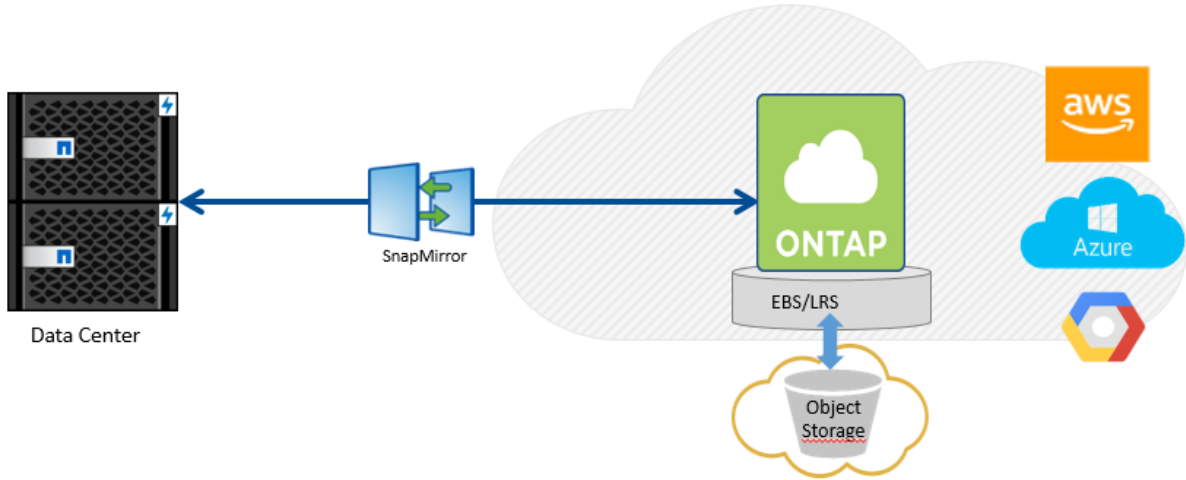 aws
ONTAP
Azure
SnapMirror
EBS/LRS
Data Center
Object
Storage